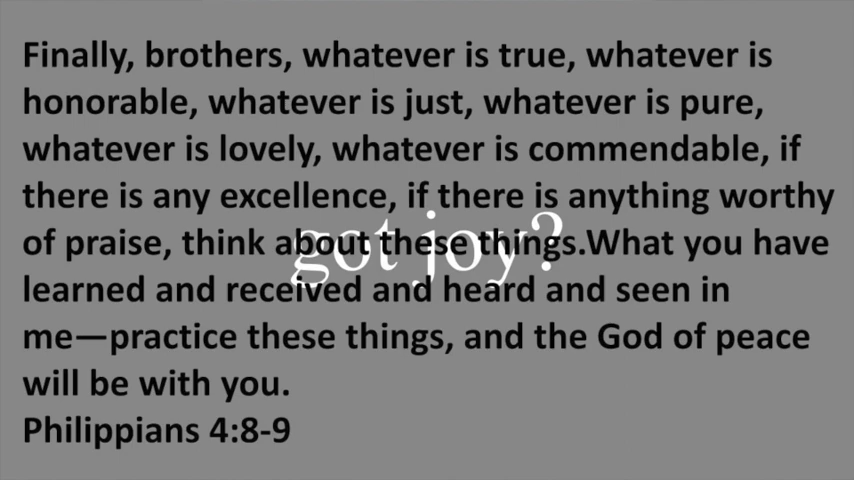 Finally, brothers, whatever is true, whatever is
honorable, whatever is just, whatever is pure,
whatever is lovely, whatever is commendable, if
there is any excellence, if there is anything worthy
of praise, think about these things.What you have
learned and received and heard and seen in
me—practice these things, and the God of peace
will be with you.
Philippians 4:8-9
got joy?